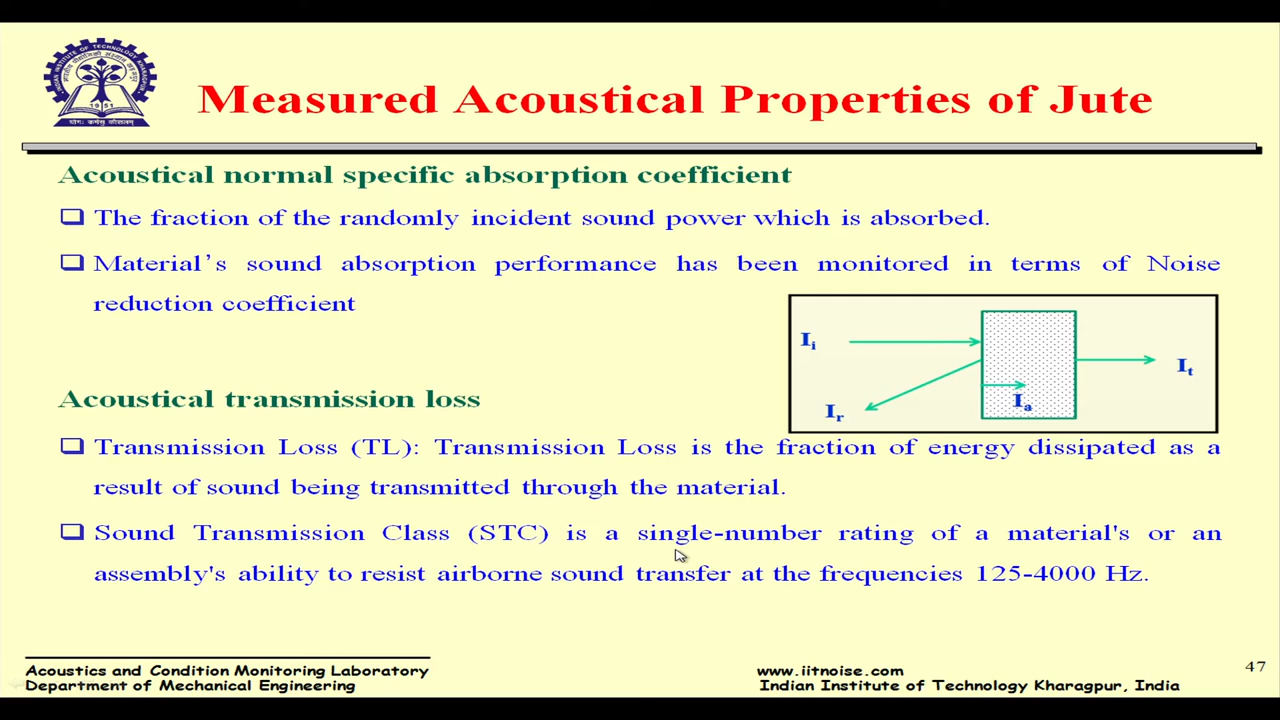 Measured Acoustical Properties of Jute
Acoustical normal specific absorption coefficient
The fraction of the randomly incident sound power which is absorbed.
Material's sound absorption performance has been monitored in terms of Noise
reduction coefficient
Ii
Ir
Ia
It
Acoustical transmission loss
Transmission Loss (TL): Transmission Loss is the fraction of energy dissipated as a
result of sound being transmitted through the material.
Sound Transmission Class (STC) is a single-number rating of a material's or an
assembly's ability to resist airborne sound transfer at the frequencies 125-4000 Hz.
Acoustics and Condition Monitoring Laboratory
Department of Mechanical Engineering
www.iitnoise.com
Indian Institute of Technology Kharagpur, India
47